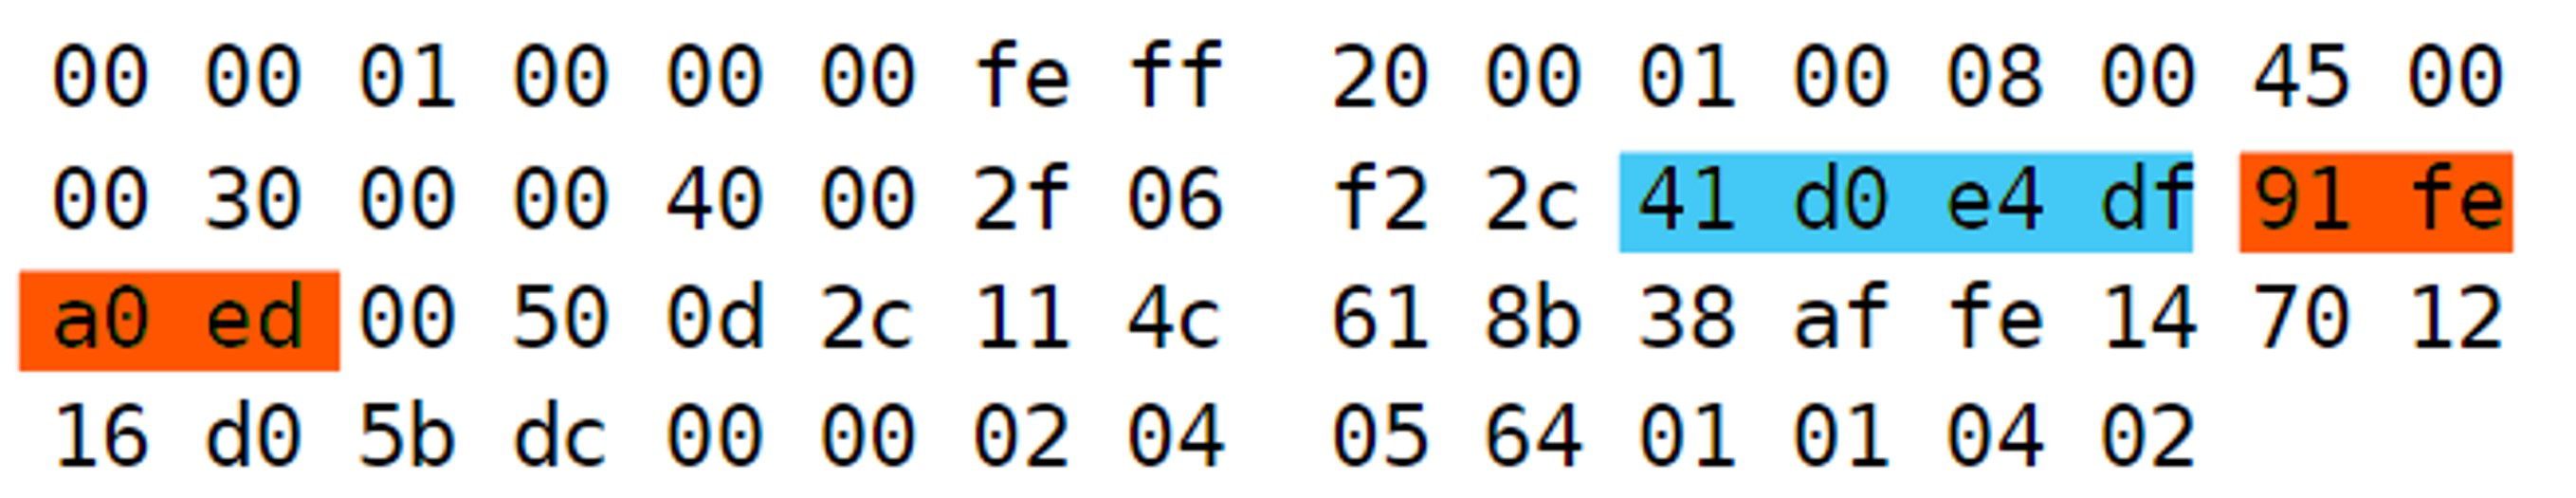 00 00 01 00 00 00 fe ff 20 00 01 00 08 00 45 00
00 30 00 00 40 00 2f 06 f2 2c 41 d0 e4 df 91 fe
a0 ed 00 50 0d 2c 11 4c 61 8b 38 af fe 14 70 12
16 d0 5b dc 00 00 02 04 05 64 01 01 04 02